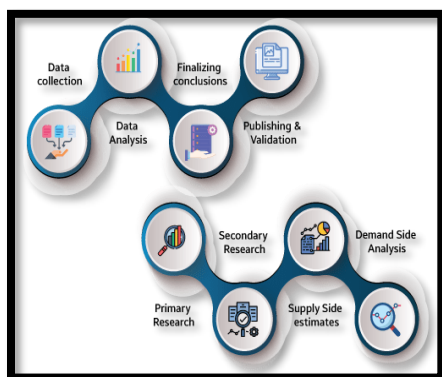 Data
collection
Finalizing
conclusions
Data
Analysis
Publishing &
Validation
Secondary
Research
Demand Side
Analysis
Primary
Research
Supply Side
estimates